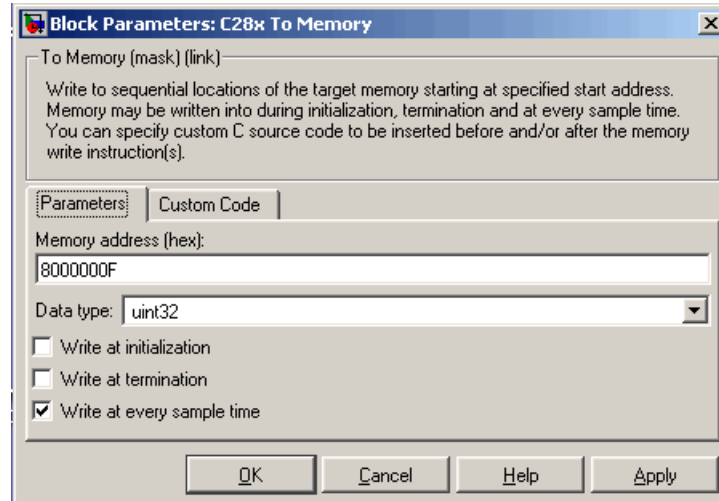 Block Parameters: C28x To Memory
To Memory (mask) (link)
Write to sequential locations of the target memory starting at specified start address.
Memory may be written into during initialization, termination and at every sample time.
You can specify custom C source code to be inserted before and/or after the memory
write instruction(s).
Parameters Custom Code
Memory address (hex):
8000000F
Data type: uint32
Write at initialization
Write at termination
Write at every sample time
OK Cancel Help Apply